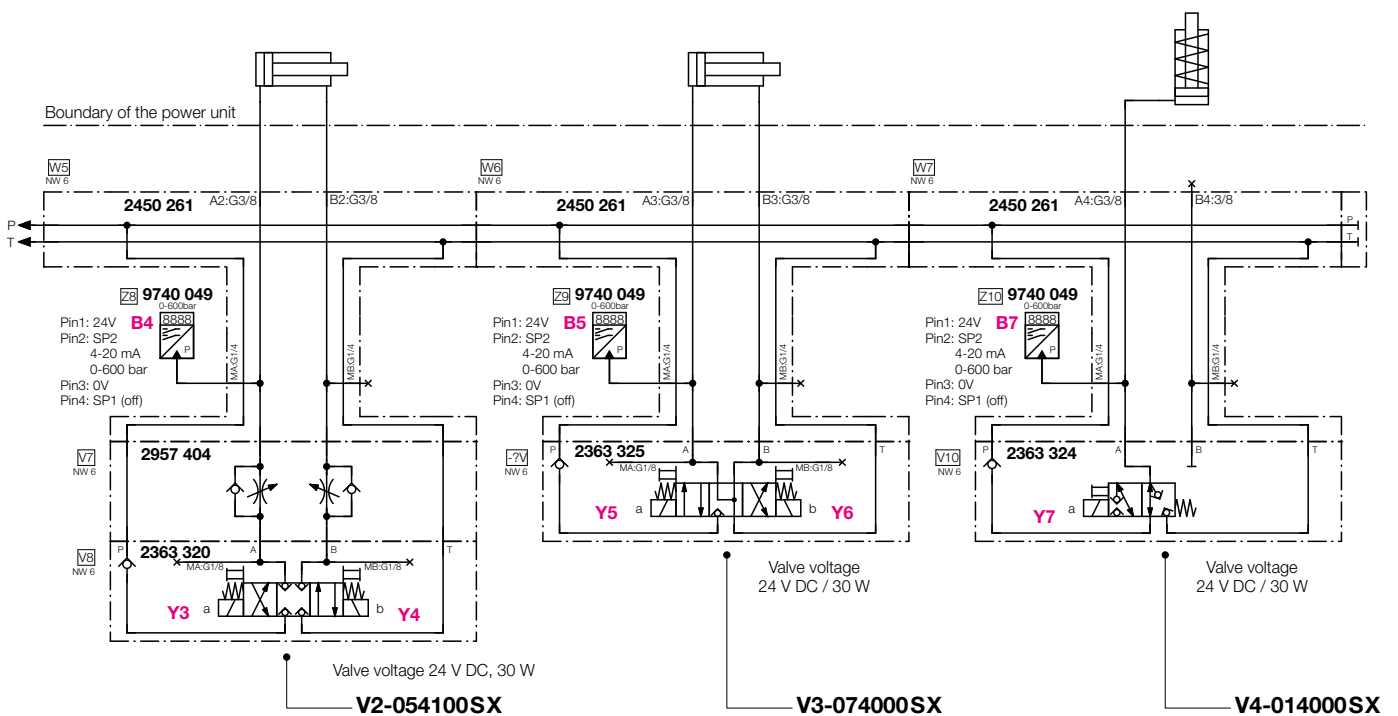 Boundary of the power unit
W5
NW 6
W6
NW 6
W7
NW 6
2450 261
A2:G3/8
B2:G3/8
2450 261
A3:G3/8
B3:G3/8
2450 261
A4:G3/8
B4:3/8
P
T
P
T
Z8 9740 049
0-600bar
8888
P
Pin1: 24V B4
Pin2: SP2
4-20 mA
0-600 bar
Pin3: 0V
Pin4: SP1 (off)
MA:G1/4
MB:G1/4
Z9 9740 049
0-600bar
8888
P
Pin1: 24V B5
Pin2: SP2
4-20 mA
0-600 bar
Pin3: 0V
Pin4: SP1 (off)
MA:G1/4
MB:G1/4
Z10 9740 049
0-600bar
8888
P
Pin1: 24V B7
Pin2: SP2
4-20 mA
0-600 bar
Pin3: 0V
Pin4: SP1 (off)
MA:G1/4
MB:G1/4
V7
NW 6
2957 404
V8
NW 6
P
2363 320
A
B
T
MA:G1/8
MB:G1/8
Y3 a
b Y4
-?V
NW 6
P
2363 325
A
B
T
MA:G1/8
MB:G1/8
Y5 a
b Y6
V10
NW 6
P
2363 324
A
B
T
Y7 a
Valve voltage
24 V DC / 30 W
Valve voltage
24 V DC / 30 W
Valve voltage 24 V DC, 30 W
V2-054100SX
V3-074000SX
V4-014000SX